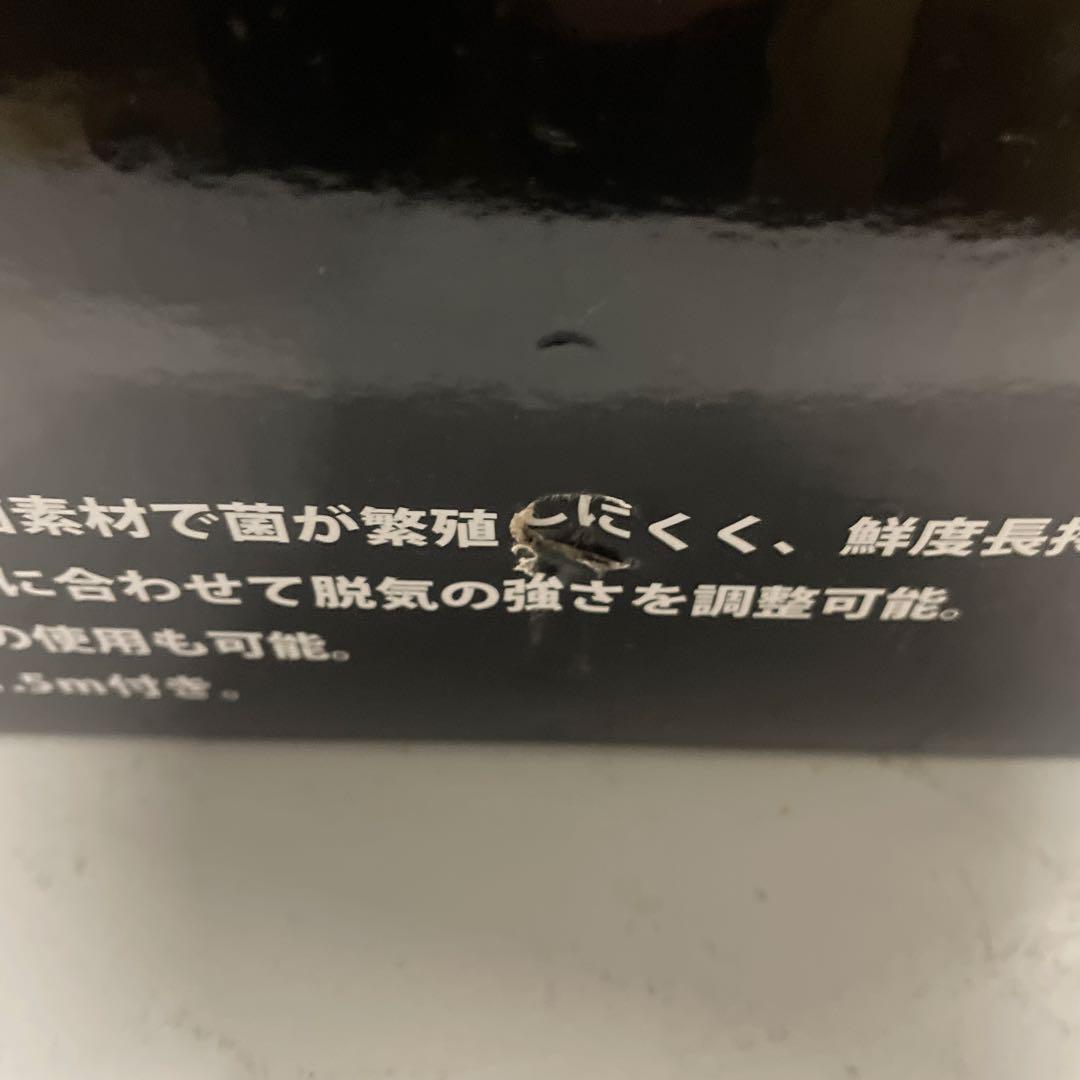 素材で菌が繁殖しにくく、鮮度長持
に合わせて脱気の強さを調整可能。
の使用も可能。
.5m付き。